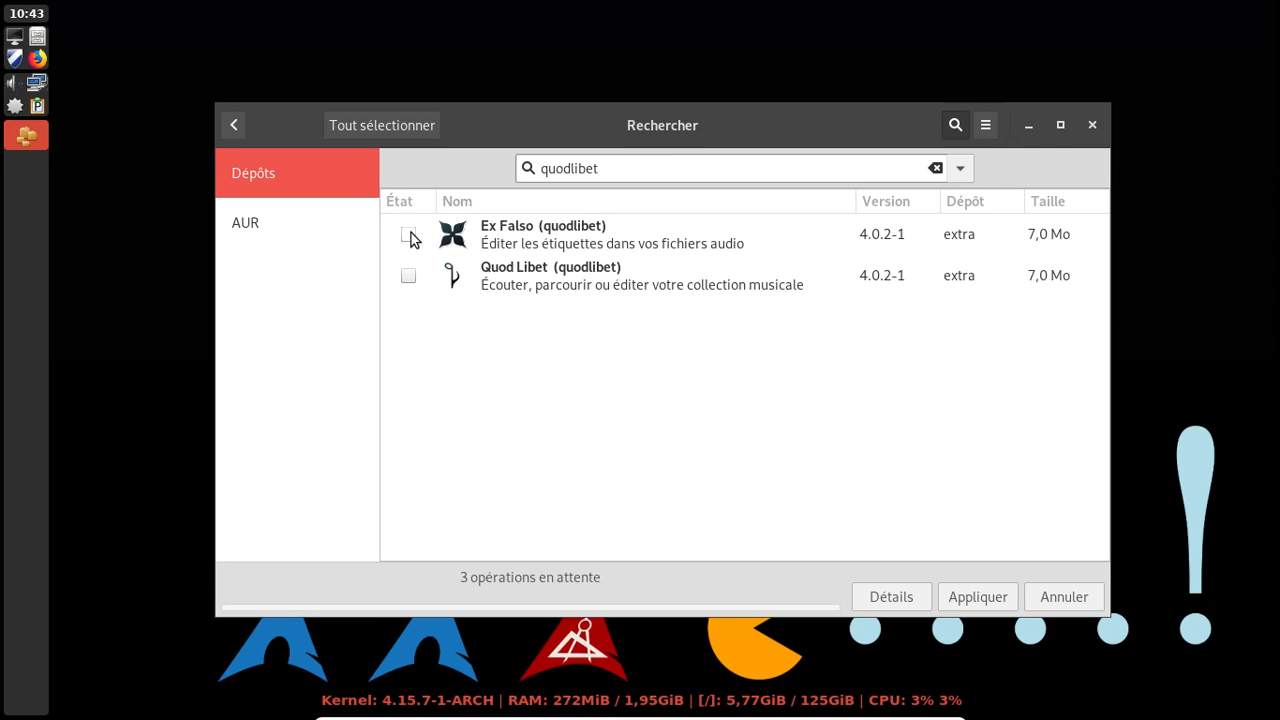 10:43
Tout sélectionner
Rechercher
Dépôts
AUR
quodlibet
État Nom Version Dépôt Taille
Ex Falso (quodlibet)
Éditer les étiquettes dans vos fichiers audio
4.0.2-1 extra 7,0 Mo
Quod Libet (quodlibet)
Écouter, parcourir ou éditer votre collection musicale
4.0.2-1 extra 7,0 Mo
3 opérations en attente
Détails Appliquer Annuler
Kernel: 4.15.7-1-ARCH | RAM: 272MiB / 1,95GiB | [/]: 5,77GiB / 125GiB | CPU: 3% 3%